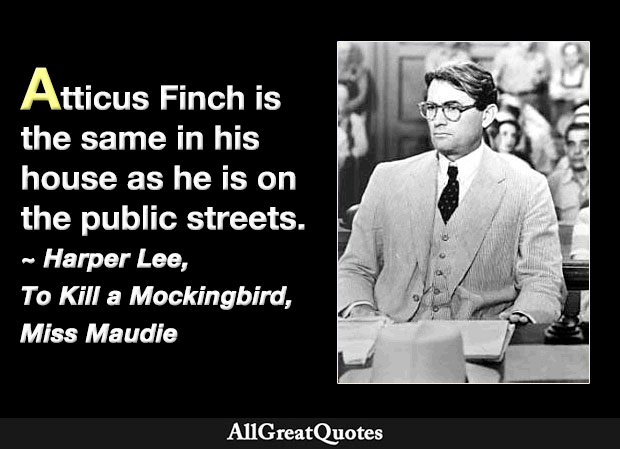 Atticus Finch is
the same in his
house as he is on
the public streets.
~ Harper Lee,
To Kill a Mockingbird,
Miss Maudie
AllGreatQuotes